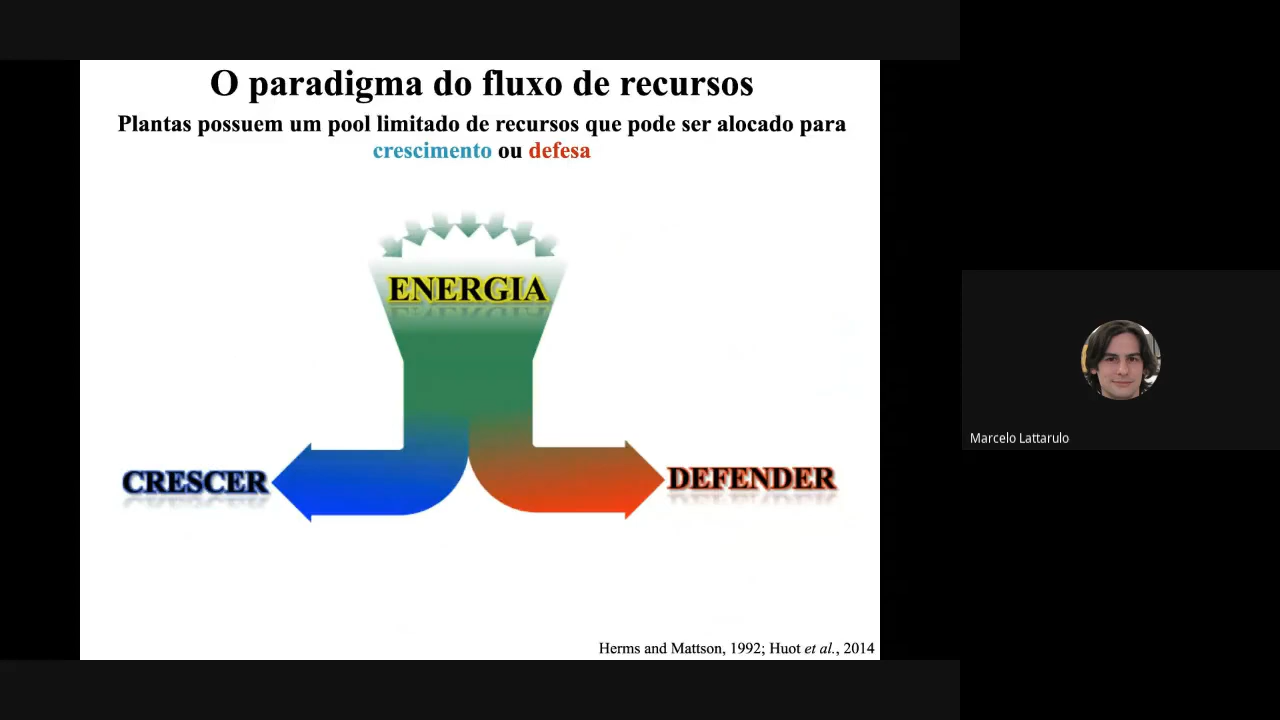 O paradigma do fluxo de recursos
Plantas possuem um pool limitado de recursos que pode ser alocado para
crescimento ou defesa
ENERGIA
CRESCER
DEFENDER
Herms and Mattson, 1992; Huot et al., 2014
Marcelo Lattarulo